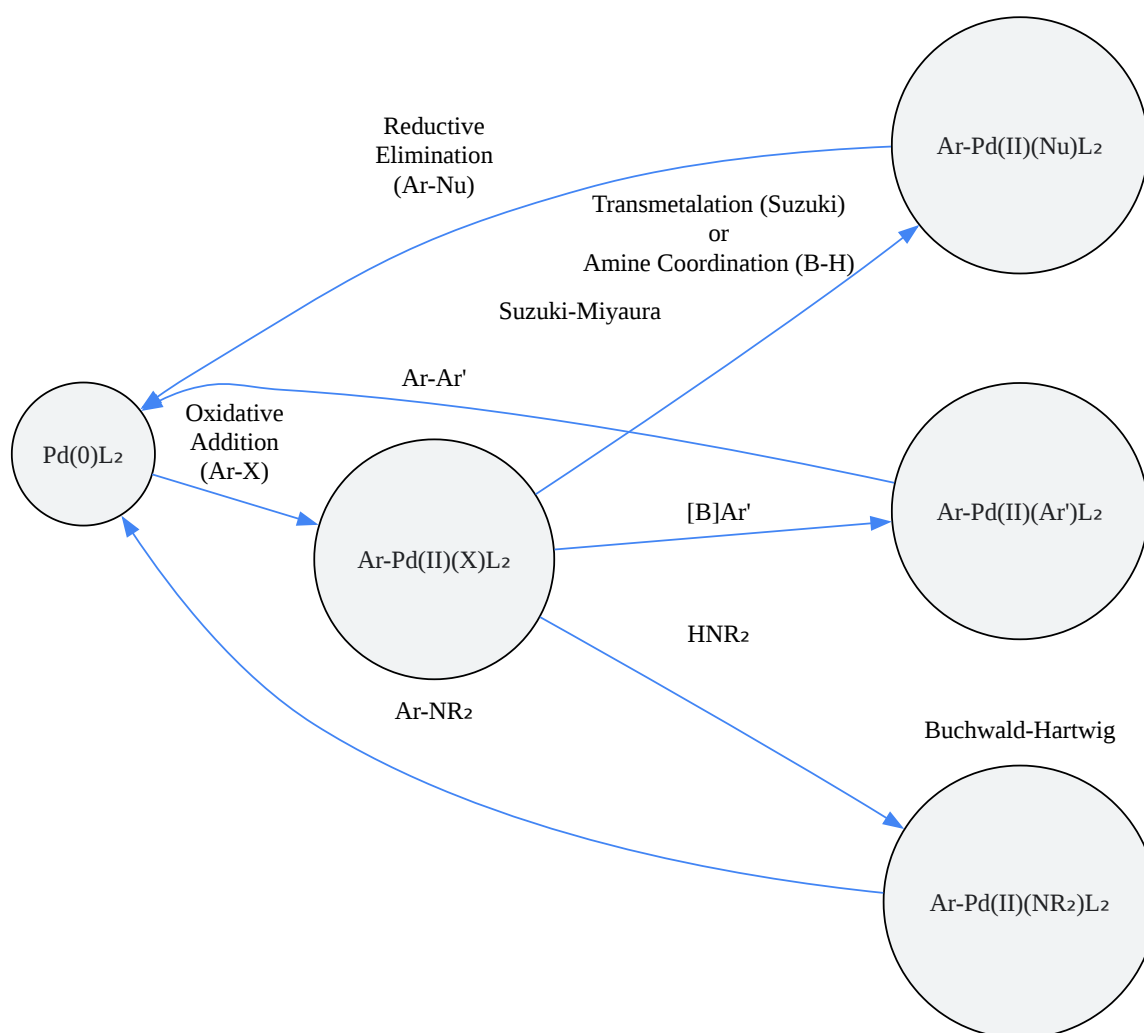 Reductive
Elimination
(Ar-Nu)
Ar-Pd(II)(Nu)L₂
Transmetalation (Suzuki)
or
Amine Coordination (B-H)
Suzuki-Miyaura
Ar-Ar'
Oxidative
Addition
(Ar-X)
Pd(0)L₂
[B]Ar'
Ar-Pd(II)(Ar')L₂
Ar-Pd(II)(X)L₂
HNR₂
Ar-NR₂
Buchwald-Hartwig
Ar-Pd(II)(NR₂)L₂